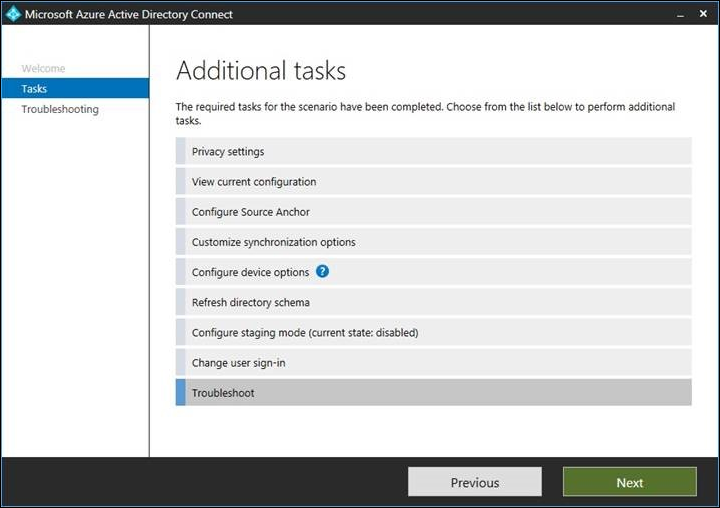 Microsoft Azure Active Directory Connect
Welcome
Tasks
Troubleshooting
Additional tasks
The required tasks for the scenario have been completed. Choose from the list below to perform additional
tasks.
Privacy settings
View current configuration
Configure Source Anchor
Customize synchronization options
Configure device options ?
Refresh directory schema
Configure staging mode (current state: disabled)
Change user sign-in
Troubleshoot
Previous
Next